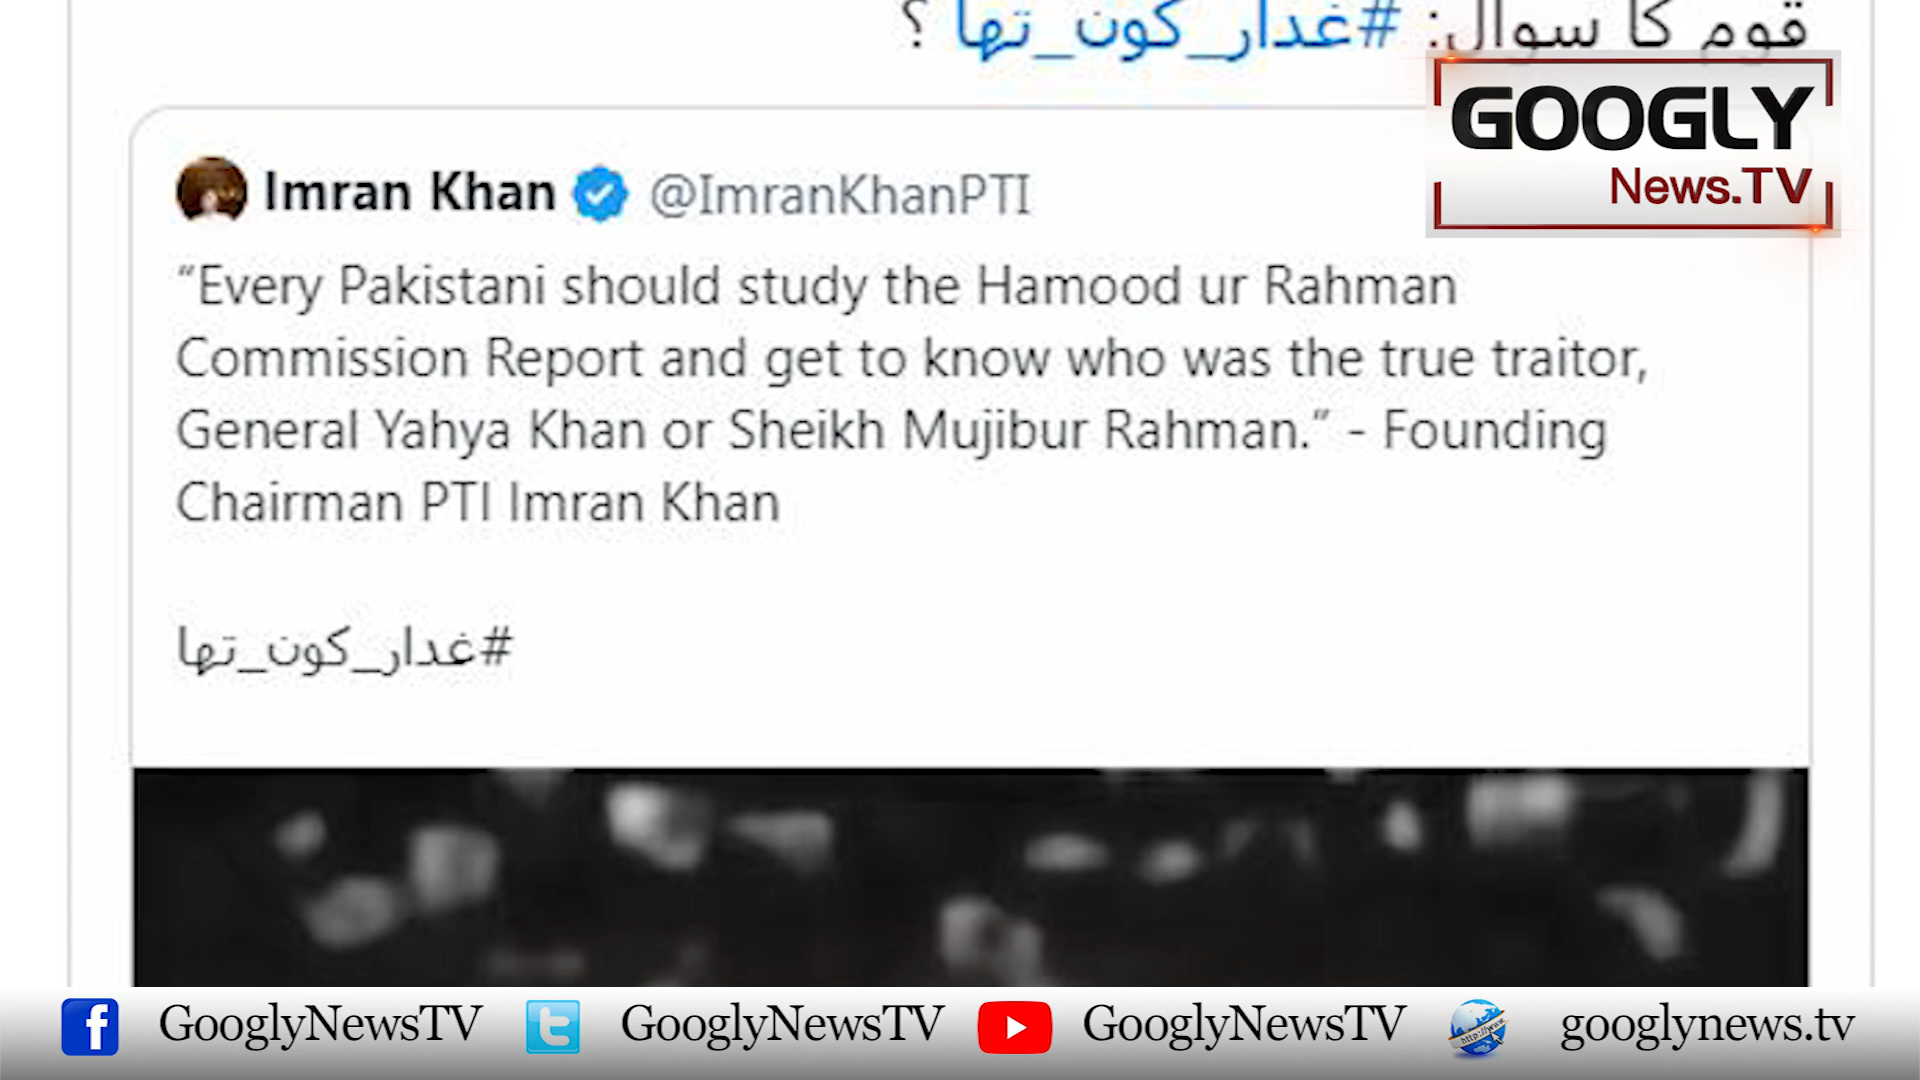 قوم کا سوال: #غدار_کون_تھا ؟
GOOGLY
News.TV
Imran Khan @ImranKhanPTI
“Every Pakistani should study the Hamood ur Rahman
Commission Report and get to know who was the true traitor,
General Yahya Khan or Sheikh Mujibur Rahman.” - Founding
Chairman PTI Imran Khan
#غدار_کون_تھا
GooglyNewsTV GooglyNewsTV GooglyNewsTV googlynews.tv